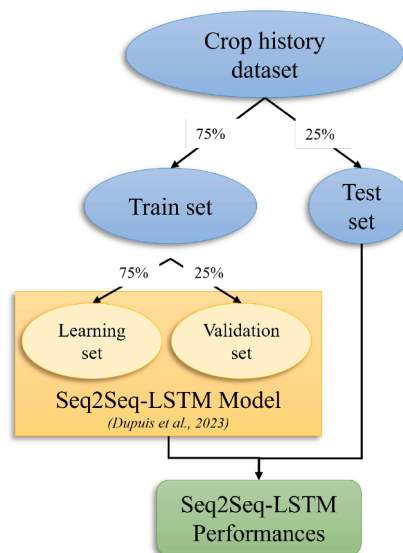 Crop history
dataset
75%
25%
Train set
Test
set
75%
25%
Learning
set
Validation
set
Seq2Seq-LSTM Model
(Dupuis et al., 2023)
Seq2Seq-LSTM
Performances